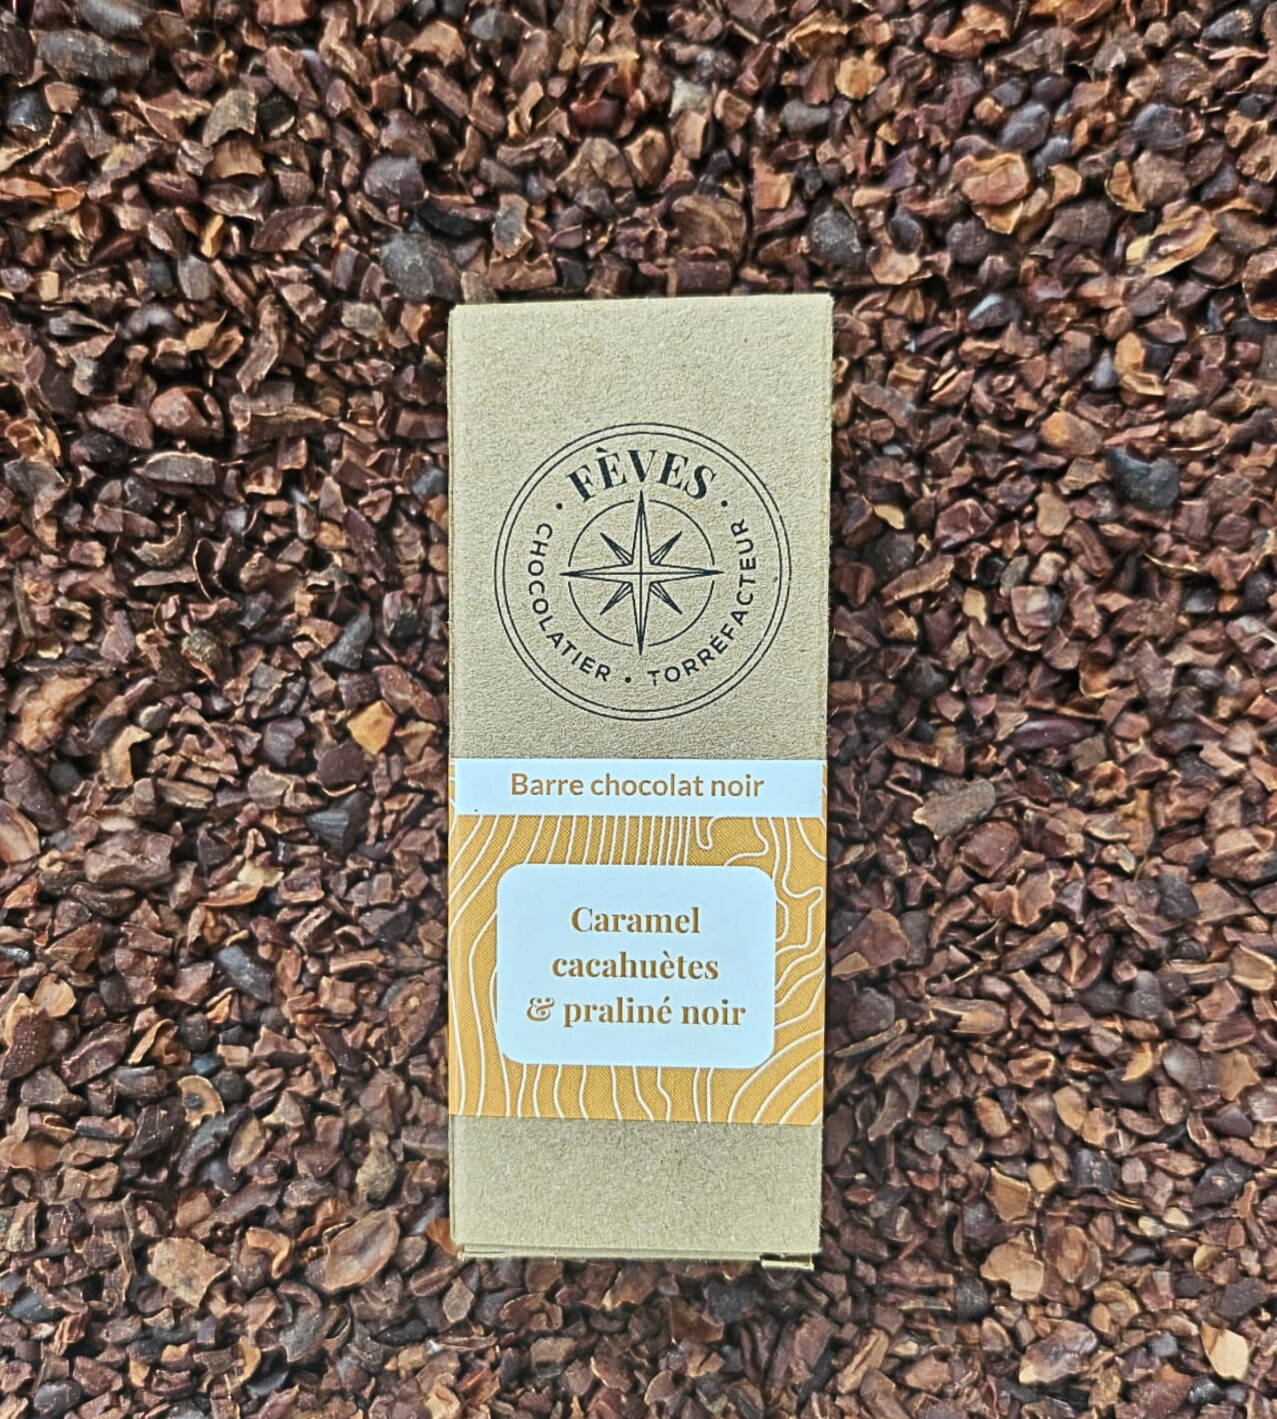 · FÈVES ·
CHOCOLATIER · TORRÉFACTEUR
Barre chocolat noir
Caramel
cacahuètes
& praliné noir